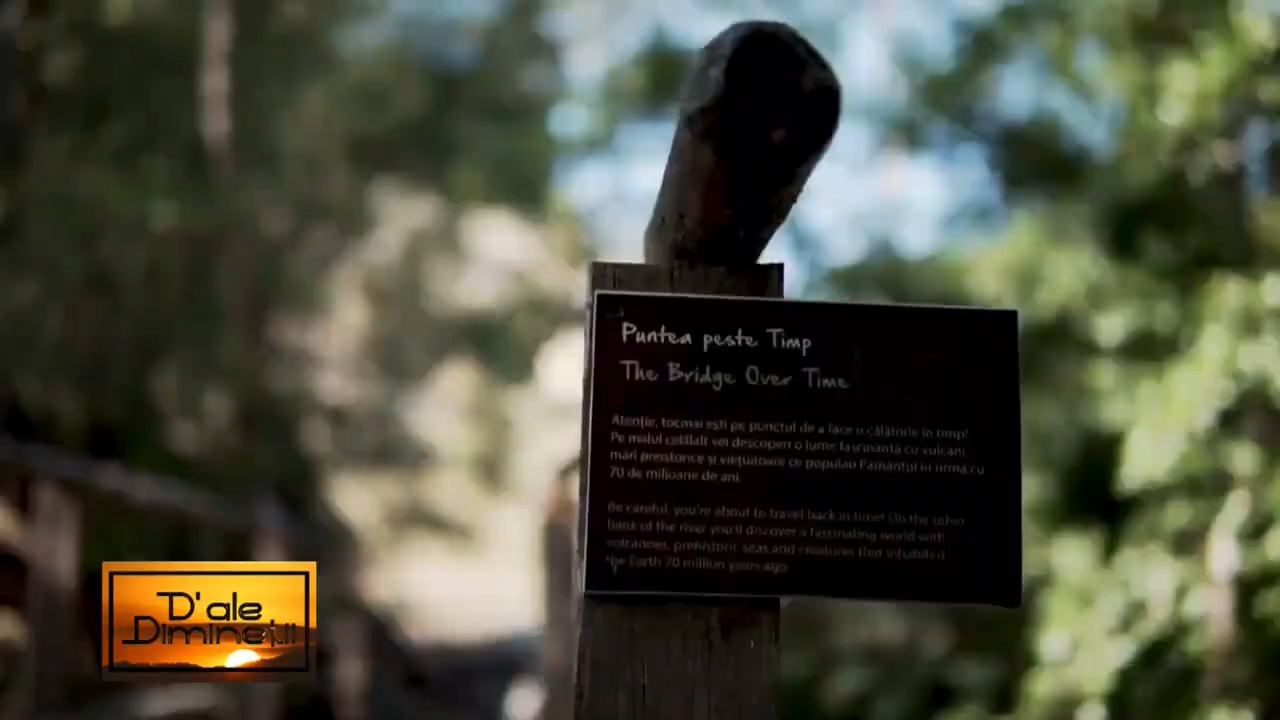 Puntea peste Timp
The Bridge Over Time
Atenție, tocmai ești pe punctul de a face o călătorie în timp!
Pe malul celălalt vei descoperi o lume fascinantă cu vulcani,
mări preistorice și viețuitoare ce populau Pământul în urmă cu
70 de milioane de ani.
Be careful, you're about to travel back in time! On the other
bank of the river you'll discover a fascinating world with
volcanoes, prehistoric seas and creatures that inhabited
the Earth 70 million years ago.
D'ale
Dimineții